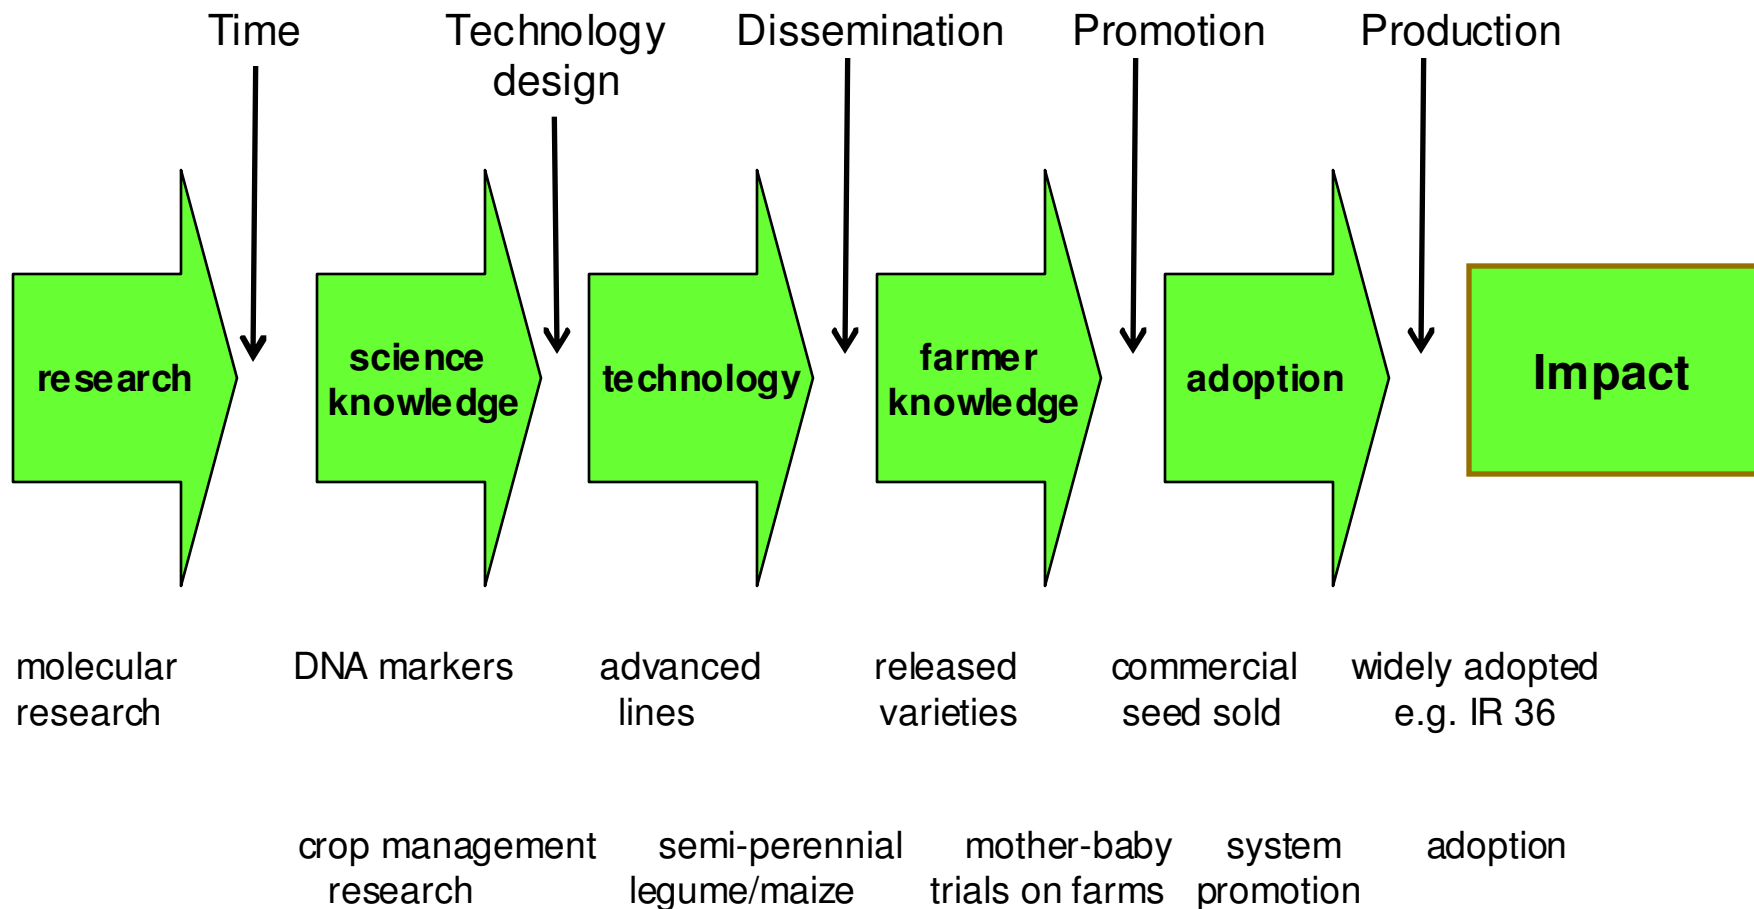 Time
Technology
design
Dissemination
Promotion
Production
research
science
knowledge
technology
farmer
knowledge
adoption
Impact
molecular
research
DNA markers
advanced
lines
released
varieties
commercial
seed sold
widely adopted
e.g. IR 36
crop management
research
semi-perennial
legume/maize
mother-baby
trials on farms
system
promotion
adoption